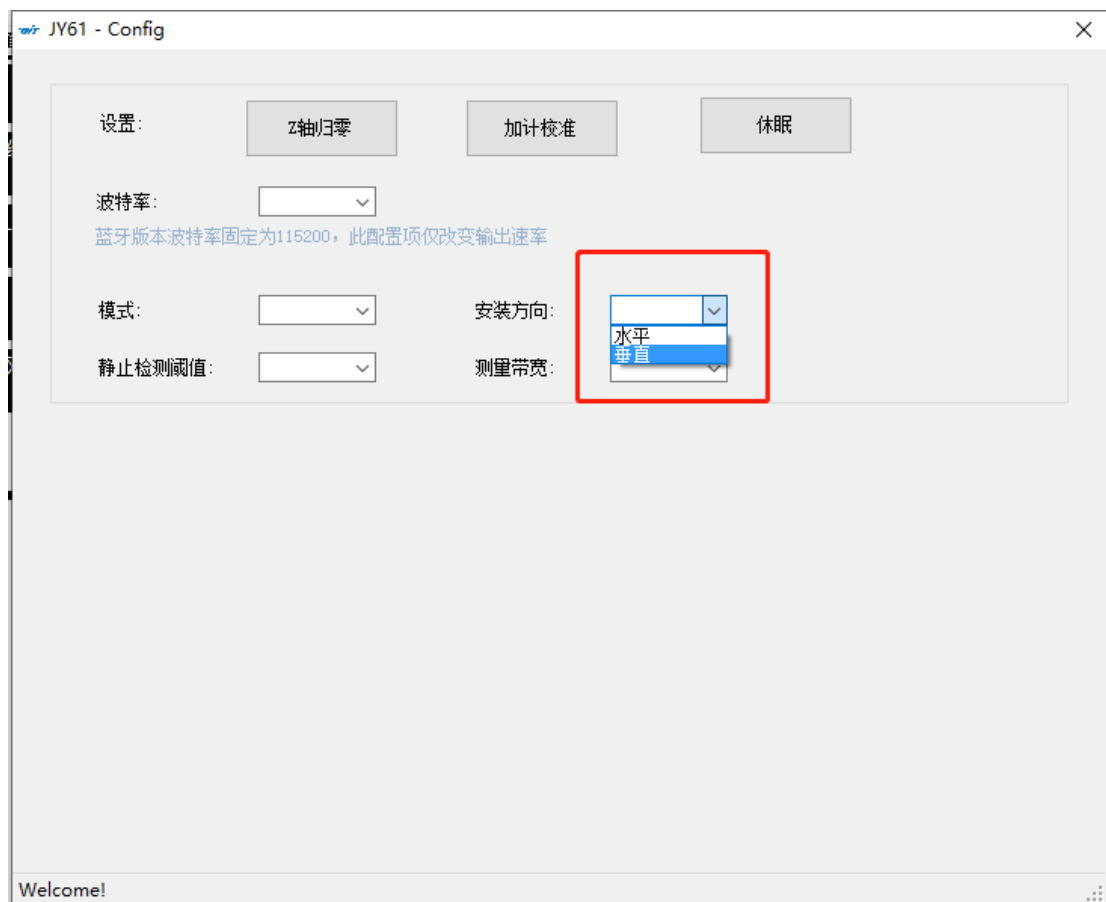 JY61 - Config
设置:
Z轴归零
加计校准
休眠
波特率:
蓝牙版本波特率固定为115200，此配置项仅改变输出速率
模式:
安装方向:
水平
垂直
静止检测阈值:
测量带宽:
Welcome!